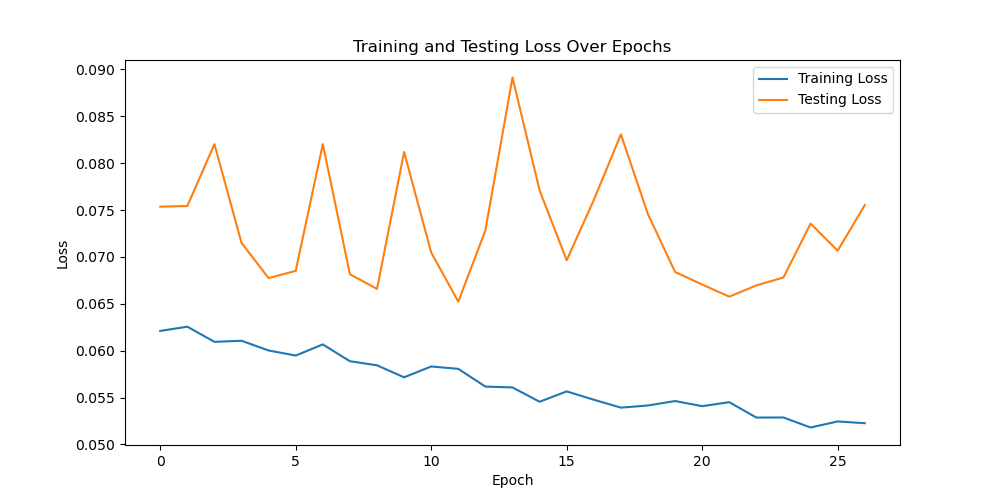 Training and Testing Loss Over Epochs
Training Loss
Testing Loss
0.090
0.085
0.080
0.075
0.070
0.065
0.060
0.055
0.050
Loss
0 5 10 15 20 25
Epoch